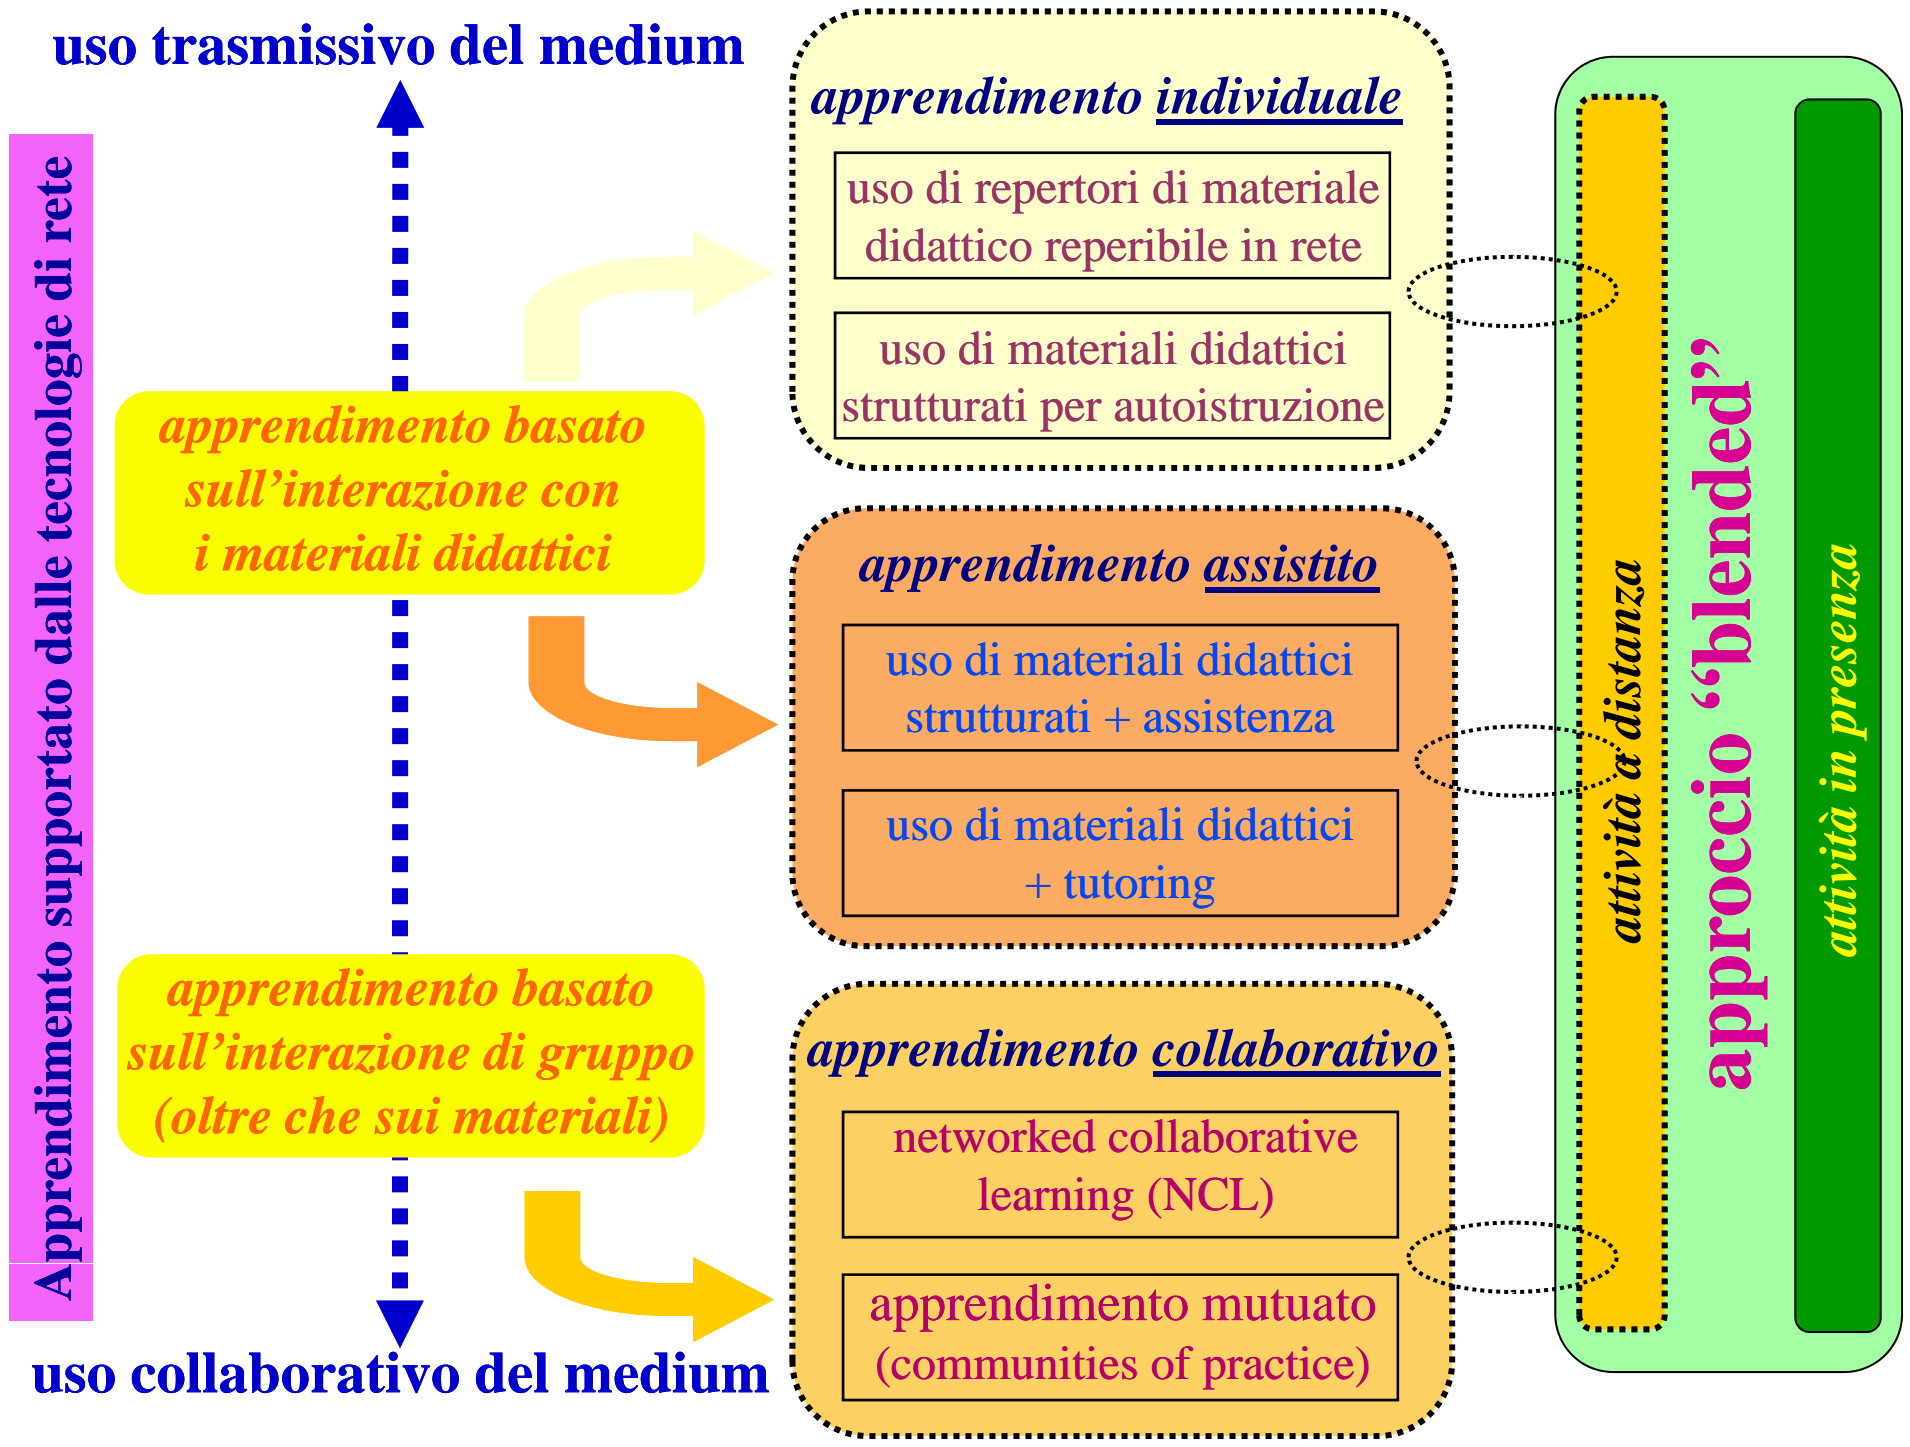 uso trasmissivo del medium
Apprendimento supportato dalle tecnologie di rete
apprendimento basato
sull’interazione con
i materiali didattici
apprendimento basato
sull’interazione di gruppo
(oltre che sui materiali)
uso collaborativo del medium
apprendimento individuale
uso di repertori di materiale
didattico reperibile in rete
uso di materiali didattici
strutturati per autoistruzione
apprendimento assistito
uso di materiali didattici
strutturati + assistenza
uso di materiali didattici
+ tutoring
apprendimento collaborativo
networked collaborative
learning (NCL)
apprendimento mutuato
(communities of practice)
attività a distanza
approccio “blended”
attività in presenza